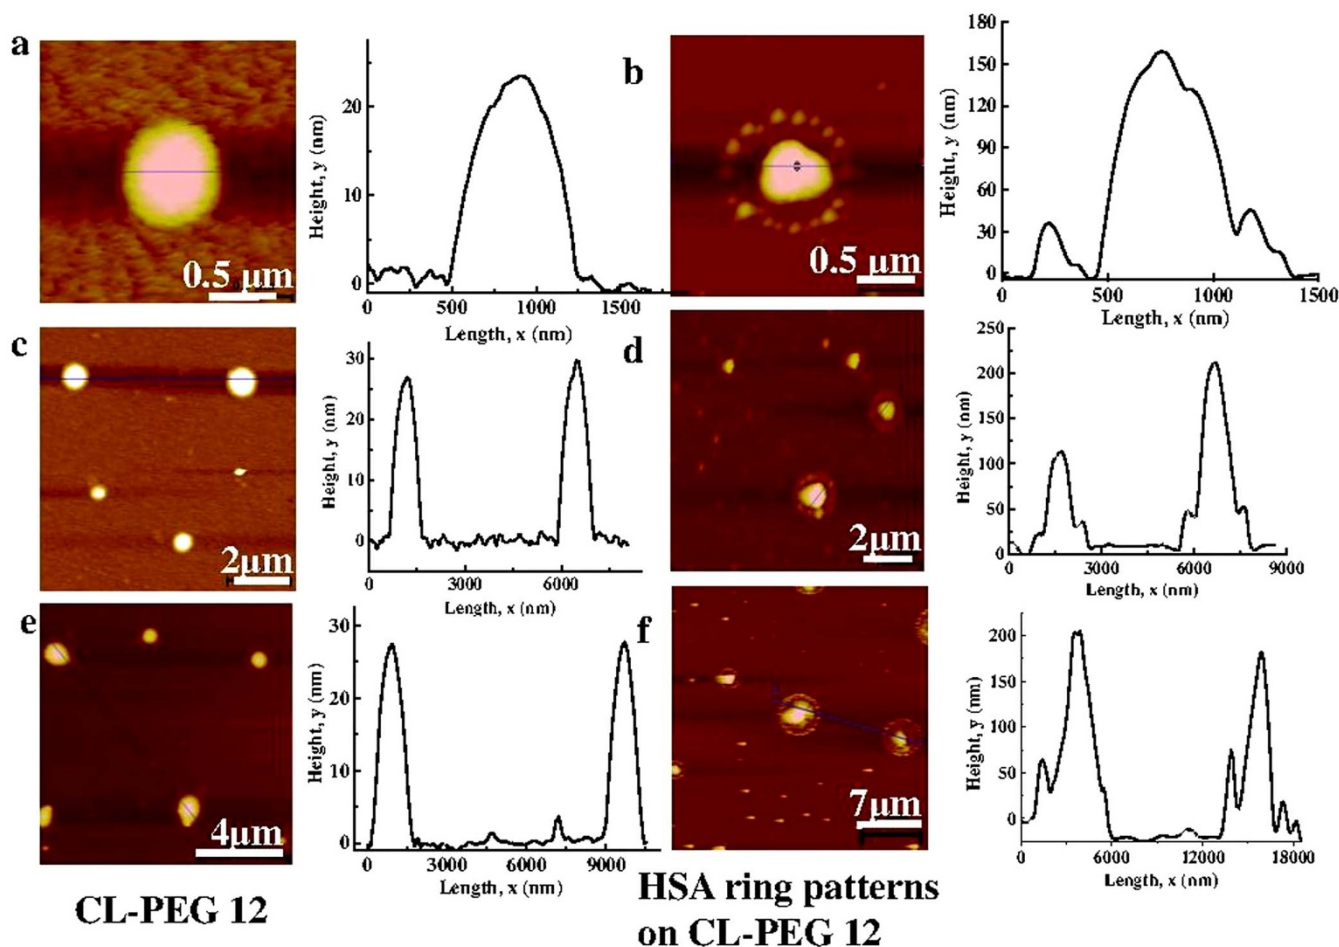 a
0.5 µm
Height, y (nm)
20
10
0
0
500
1000
1500
Length, x (nm)
b
0.5 µm
Height, y (nm)
180
150
120
90
60
30
0
0
500
1000
1500
Length, x (nm)
c
2µm
Height, y (nm)
30
20
10
0
0
3000
6000
Length, x (nm)
d
2µm
Height, y (nm)
250
200
150
100
50
0
0
3000
6000
9000
Length, x (nm)
e
4µm
Height, y (nm)
30
20
10
0
0
3000
6000
9000
Length, x (nm)
f
7µm
Height, y (nm)
200
150
100
50
0
0
6000
12000
18000
Length, x (nm)
CL-PEG 12
HSA ring patterns
on CL-PEG 12